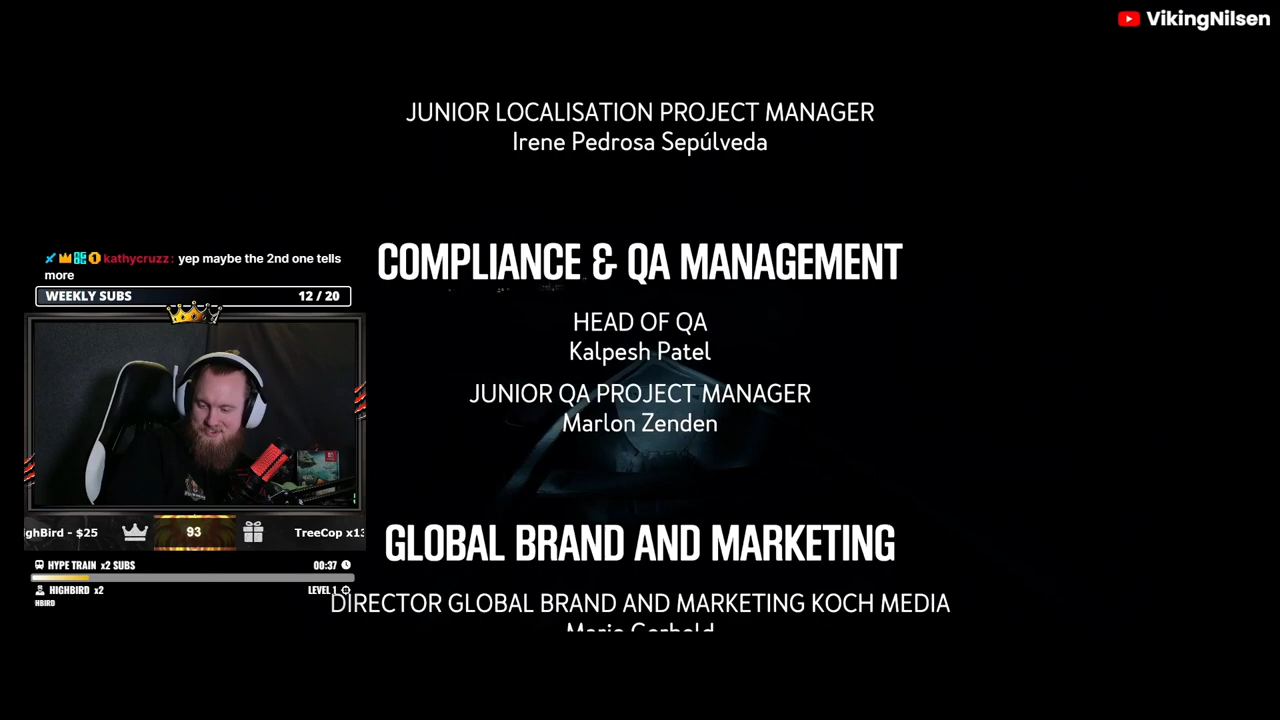 VikingNilsen
JUNIOR LOCALISATION PROJECT MANAGER
Irene Pedrosa Sepúlveda
COMPLIANCE & QA MANAGEMENT
HEAD OF QA
Kalpesh Patel
JUNIOR QA PROJECT MANAGER
Marlon Zenden
GLOBAL BRAND AND MARKETING
DIRECTOR GLOBAL BRAND AND MARKETING KOCH MEDIA
kathycruzz: yep maybe the 2nd one tells
more
WEEKLY SUBS 12 / 20
ighBird - $25 93 TreeCop x13
HYPE TRAIN x2 SUBS 00:37
HIGHBIRD x2 LEVEL 1
HBIRD